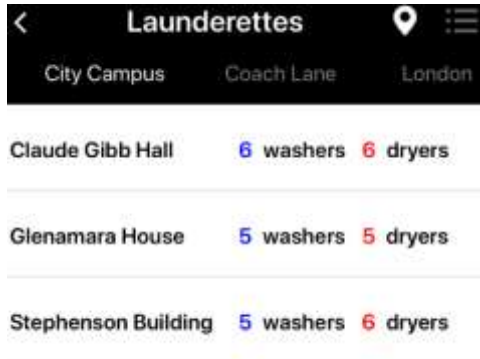 Launderettes
City Campus Coach Lane London
Claude Gibb Hall 6 washers 6 dryers
Glenamara House 5 washers 5 dryers
Stephenson Building 5 washers 6 dryers